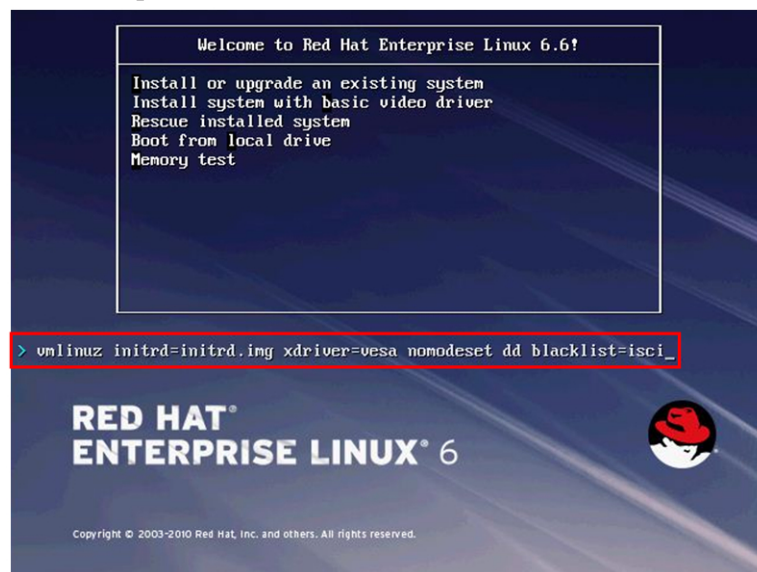 Welcome to Red Hat Enterprise Linux 6.6!
Install or upgrade an existing system
Install system with basic video driver
Rescue installed system
Boot from local drive
Memory test
> vmlinuz initrd=initrd.img xdriver=vesa nomodeset dd blacklist=isci_
RED HAT®
ENTERPRISE LINUX® 6
Copyright © 2003-2010 Red Hat, Inc. and others. All rights reserved.